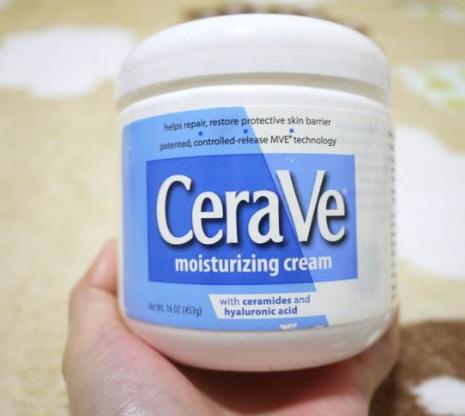 helps repair, restore protective skin barrier
patented, controlled-release MVE® technology
CeraVe®
moisturizing cream
Net Wt. 16 OZ (453g)
with ceramides and
hyaluronic acid